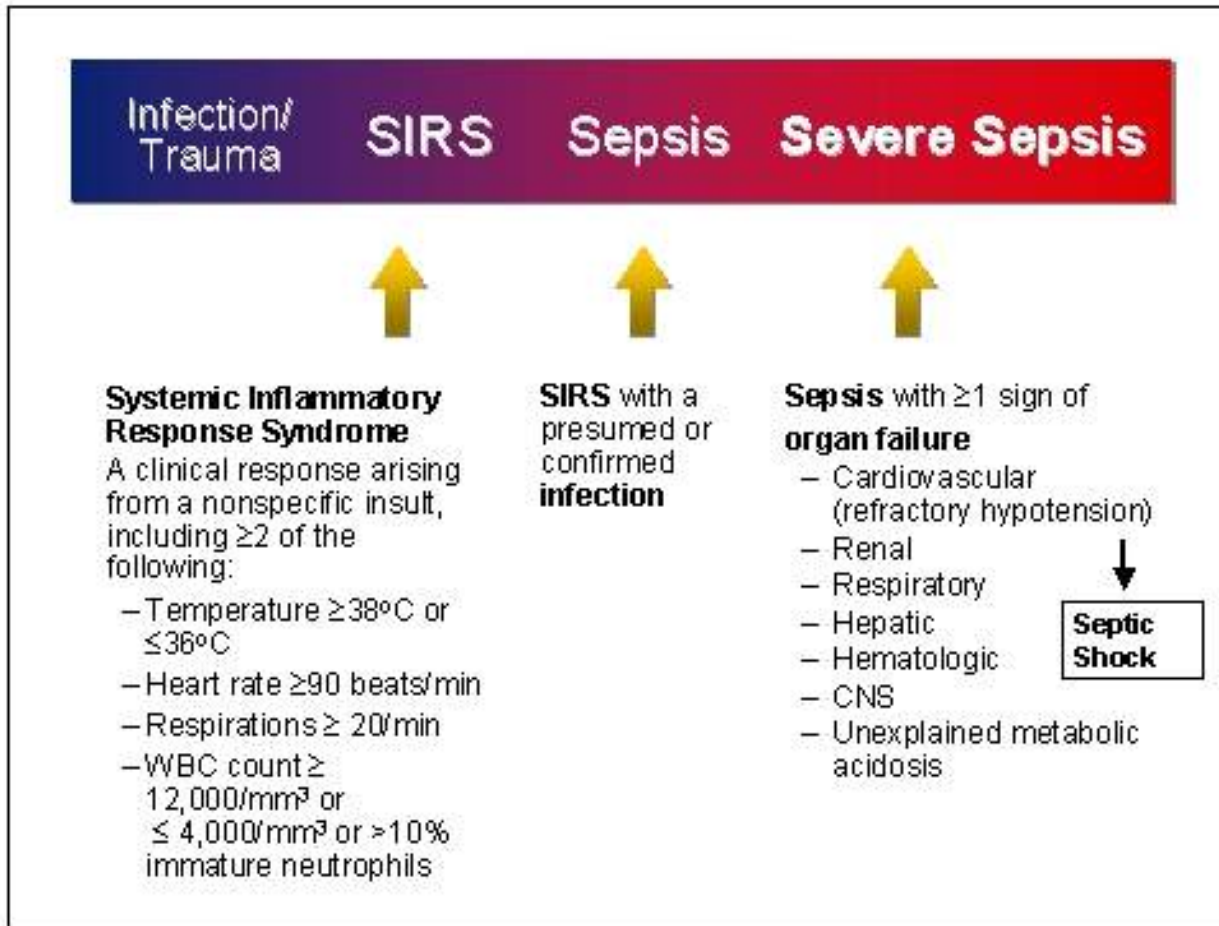 Infection/
Trauma
SIRS
Sepsis
Severe Sepsis
Systemic Inflammatory
Response Syndrome
A clinical response arising
from a nonspecific insult,
including ≥2 of the
following:
–Temperature ≥38ºC or
≤36ºC
–Heart rate ≥90 beats/min
–Respirations ≥ 20/min
–WBC count ≥
12,000/mm³ or
≤ 4,000/mm³ or >10%
immature neutrophils
SIRS with a
presumed or
confirmed
infection
Sepsis with ≥1 sign of
organ failure
– Cardiovascular
(refractory hypotension)
– Renal
– Respiratory
– Hepatic
– Hematologic
– CNS
– Unexplained metabolic
acidosis
Septic
Shock